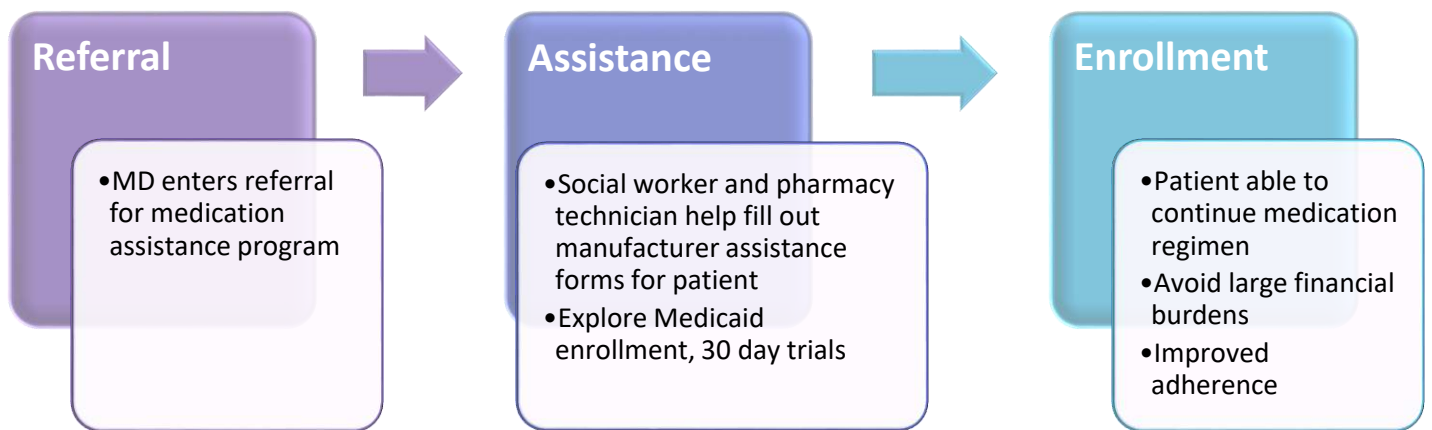 Referral
•MD enters referral
for medication
assistance program
Assistance
•Social worker and pharmacy
technician help fill out
manufacturer assistance
forms for patient
•Explore Medicaid
enrollment, 30 day trials
Enrollment
•Patient able to
continue medication
regimen
•Avoid large financial
burdens
•Improved
adherence